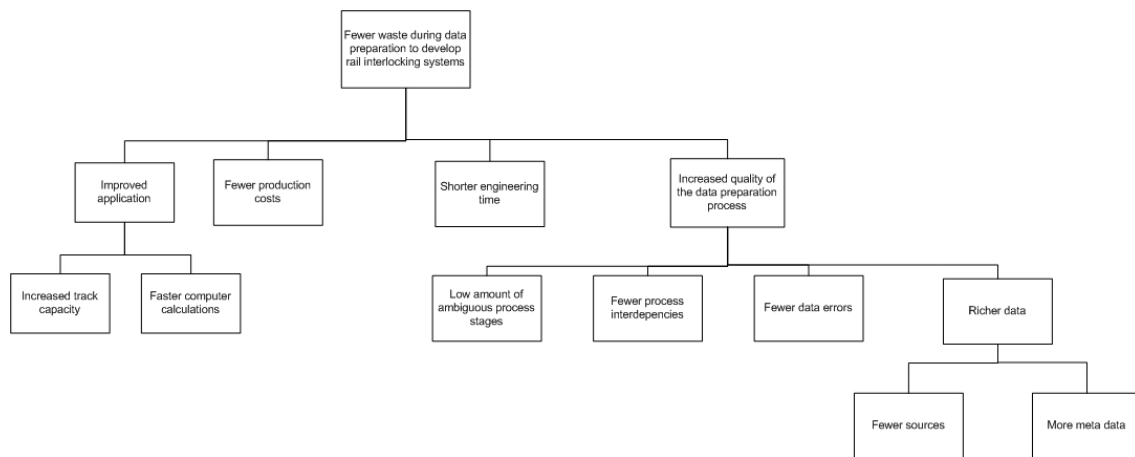 Fewer waste during data
preparation to develop
rail interlocking systems
Improved
application
Fewer production
costs
Shorter engineering
time
Increased quality of
the data preparation
process
Increased track
capacity
Faster computer
calculations
Low amount of
ambiguous process
stages
Fewer process
interdepencies
Fewer data errors
Richer data
Fewer sources
More meta data